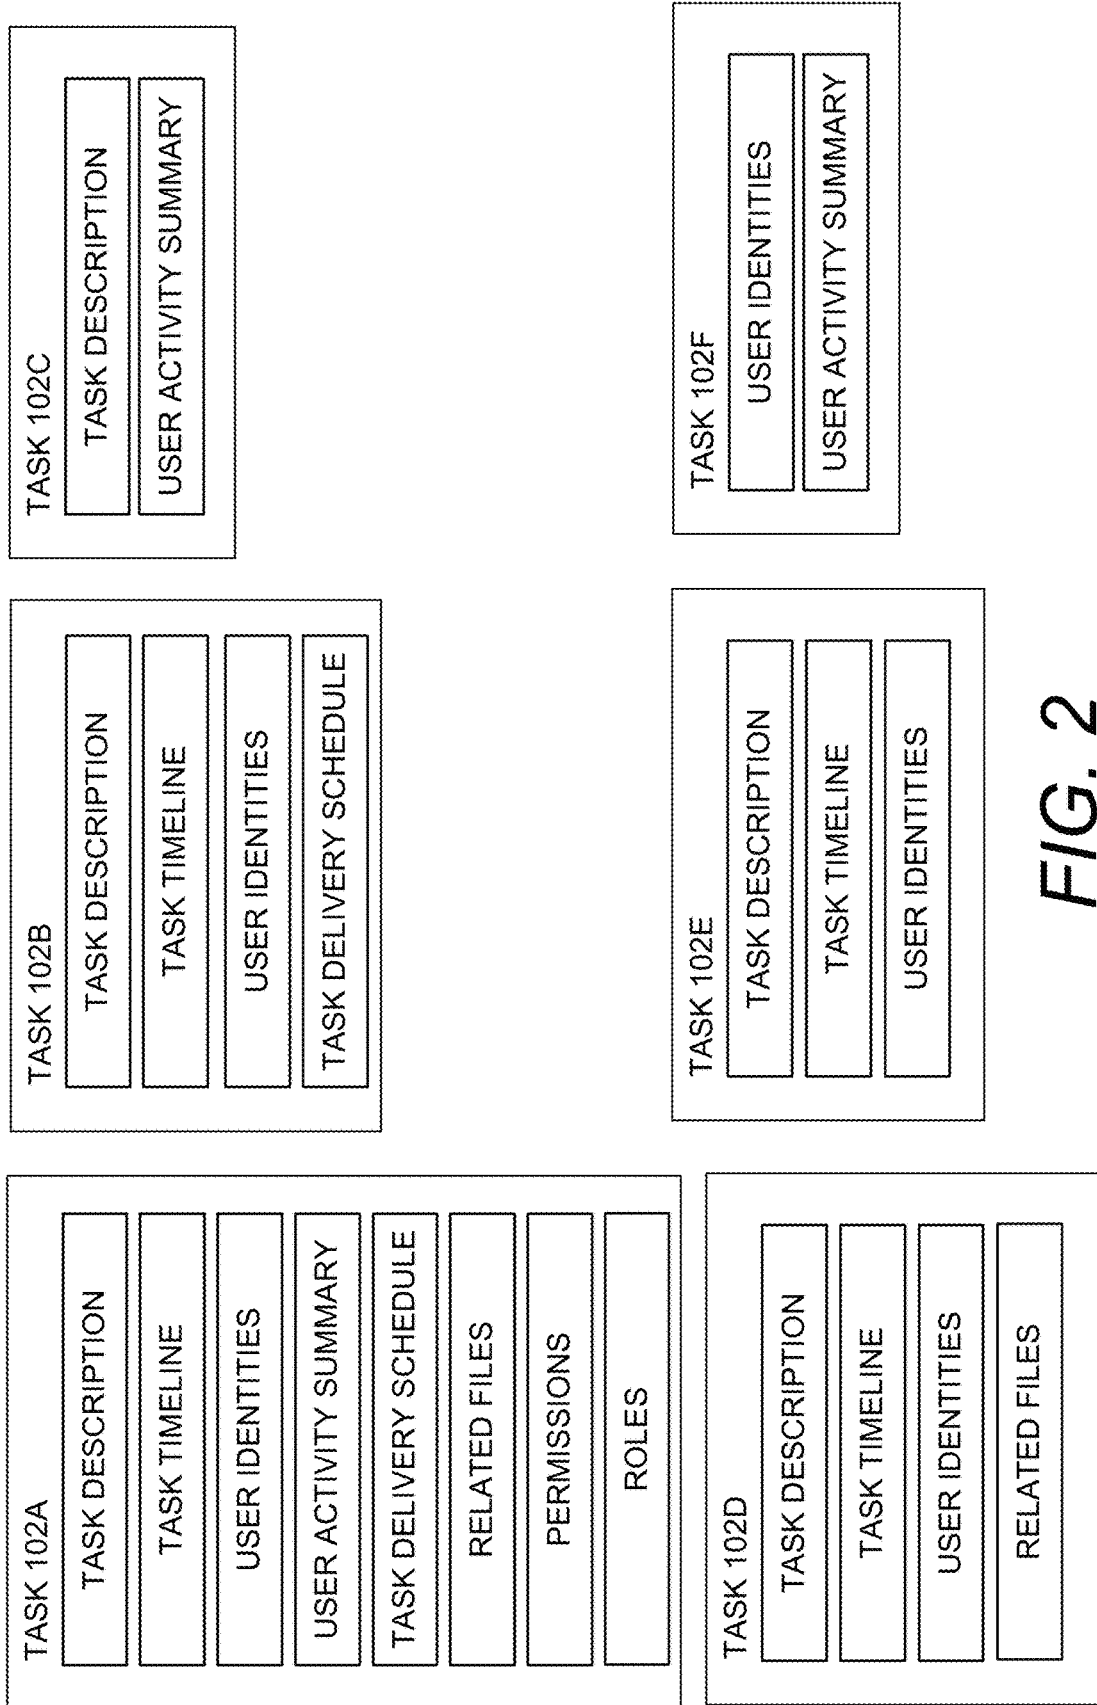 TASK 102A
TASK DESCRIPTION
TASK TIMELINE
USER IDENTITIES
USER ACTIVITY SUMMARY
TASK DELIVERY SCHEDULE
RELATED FILES
PERMISSIONS
ROLES
TASK 102B
TASK DESCRIPTION
TASK TIMELINE
USER IDENTITIES
TASK DELIVERY SCHEDULE
TASK 102C
TASK DESCRIPTION
USER ACTIVITY SUMMARY
TASK 102D
TASK DESCRIPTION
TASK TIMELINE
USER IDENTITIES
RELATED FILES
TASK 102E
TASK DESCRIPTION
TASK TIMELINE
USER IDENTITIES
TASK 102F
USER IDENTITIES
USER ACTIVITY SUMMARY
FIG. 2